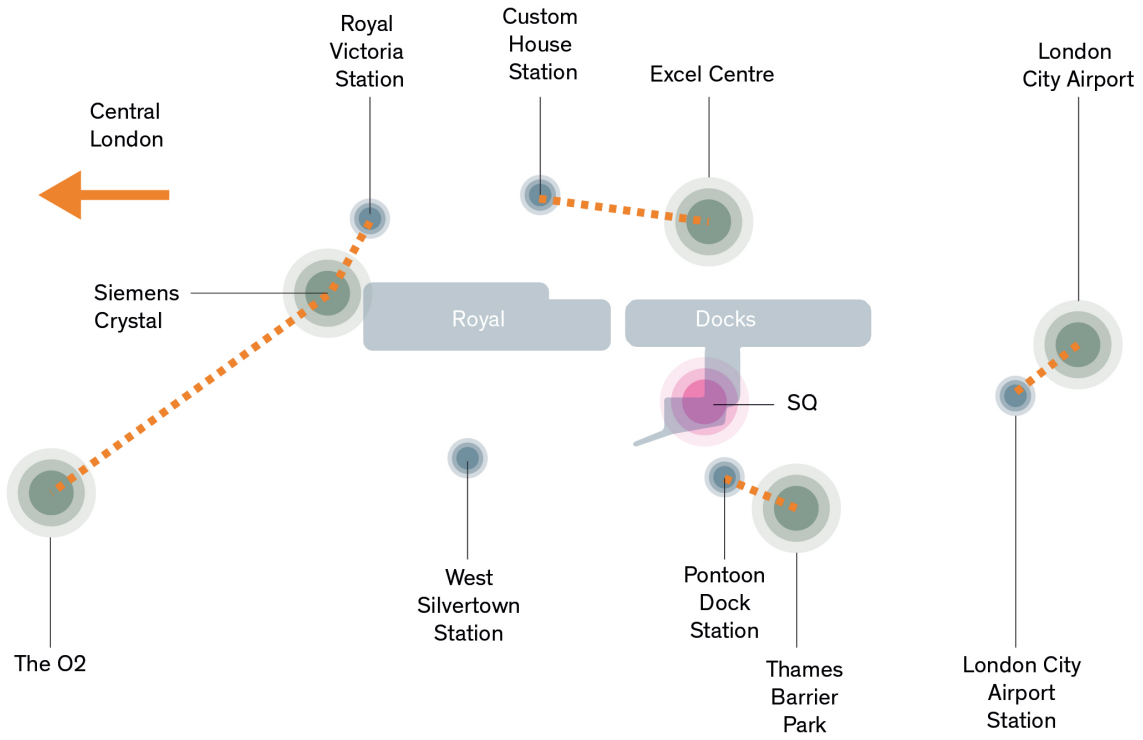 Royal
Victoria
Station
Custom
House
Station
Excel Centre
London
City Airport
Central
London
Siemens
Crystal
Royal
Docks
SQ
West
Silvertown
Station
Pontoon
Dock
Station
The O2
Thames
Barrier
Park
London City
Airport
Station